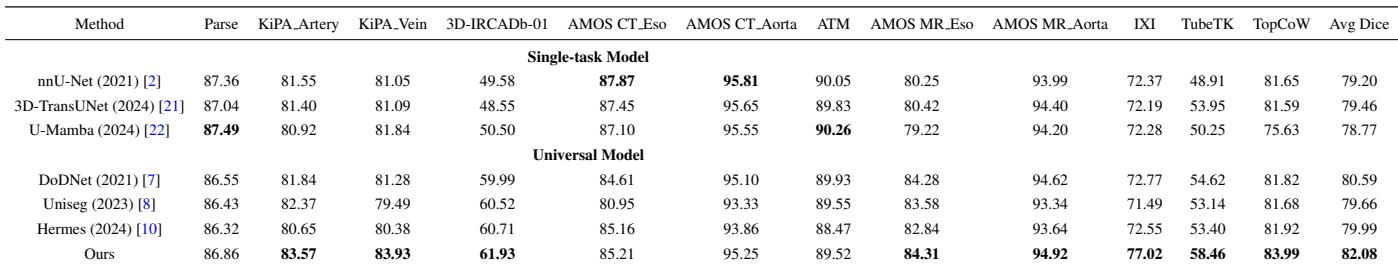 Method Parse KiPA_Artery KiPA_Vein 3D-IRCADb-01 AMOS CT_Eso AMOS CT_Aorta ATM AMOS MR_Eso AMOS MR_Aorta IXI TubeTK TopCoW Avg Dice
Single-task Model
nnU-Net (2021) [2] 87.36 81.55 81.05 49.58 87.87 95.81 90.05 80.25 93.99 72.37 48.91 81.65 79.20
3D-TransUNet (2024) [21] 87.04 81.40 81.09 48.55 87.45 95.65 89.83 80.42 94.40 72.19 53.95 81.59 79.46
U-Mamba (2024) [22] 87.49 80.92 81.84 50.50 87.10 95.55 90.26 79.22 94.20 72.28 50.25 75.63 78.77
Universal Model
DoDNet (2021) [7] 86.55 81.84 81.28 59.99 84.61 95.10 89.93 84.28 94.62 72.77 54.62 81.82 80.59
Uniseg (2023) [8] 86.43 82.37 79.49 60.52 80.95 93.33 89.55 83.58 93.34 71.49 53.14 81.68 79.66
Hermes (2024) [10] 86.32 80.65 80.38 60.71 85.16 93.86 88.47 82.84 93.64 72.55 53.40 81.92 79.99
Ours 86.86 83.57 83.93 61.93 85.21 95.25 89.52 84.31 94.92 77.02 58.46 83.99 82.08